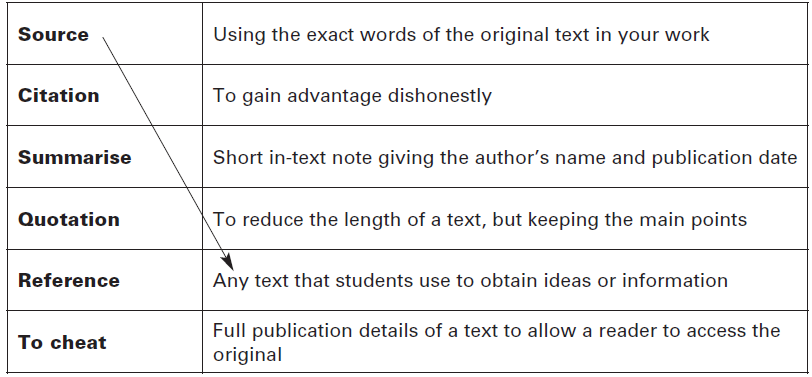 Source Using the exact words of the original text in your work
Citation To gain advantage dishonestly
Summarise Short in-text note giving the author’s name and publication date
Quotation To reduce the length of a text, but keeping the main points
Reference Any text that students use to obtain ideas or information
To cheat Full publication details of a text to allow a reader to access the
original